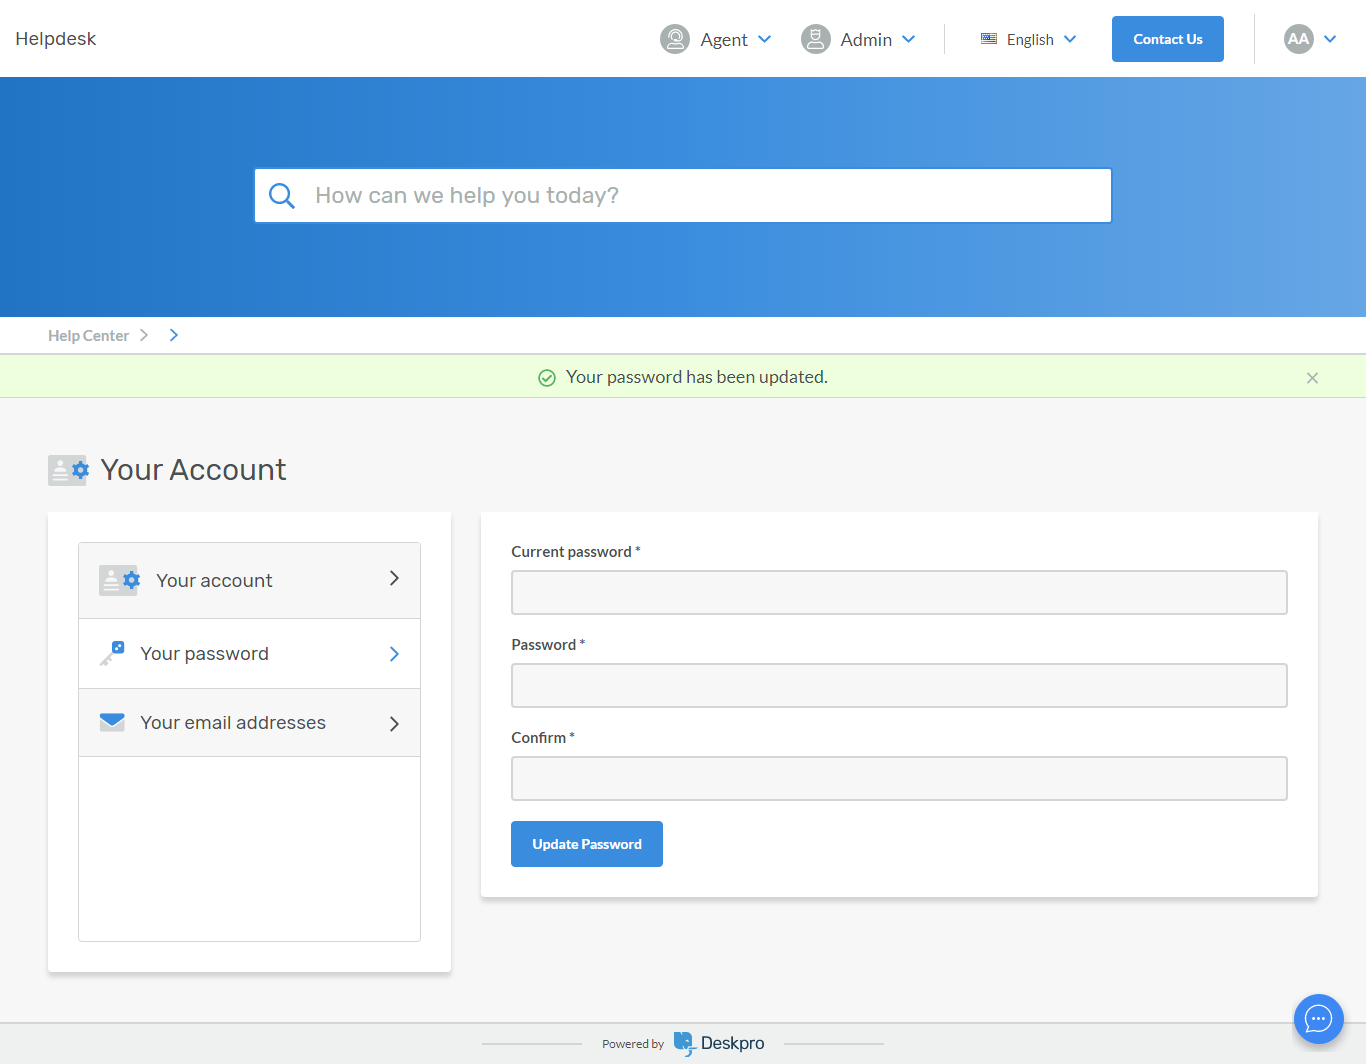 Helpdesk
Agent
Admin
English
Contact Us
AA
How can we help you today?
Help Center
Your password has been updated.
Your Account
Your account
Your password
Your email addresses
Current password *
Password *
Confirm *
Update Password
Powered by Deskpro